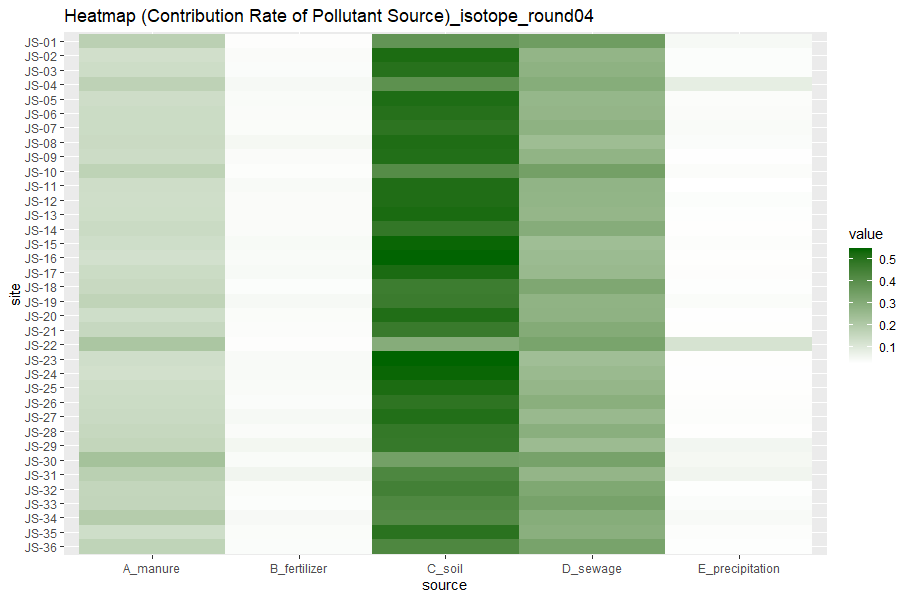 Heatmap (Contribution Rate of Pollutant Source)_isotope_round04
JS-01
JS-02
JS-03
JS-04
JS-05
JS-06
JS-07
JS-08
JS-09
JS-10
JS-11
JS-12
JS-13
JS-14
JS-15
JS-16
JS-17
JS-18
JS-19
JS-20
JS-21
JS-22
JS-23
JS-24
JS-25
JS-26
JS-27
JS-28
JS-29
JS-30
JS-31
JS-32
JS-33
JS-34
JS-35
JS-36
site
A_manure B_fertilizer C_soil D_sewage E_precipitation
source
value
0.5
0.4
0.3
0.2
0.1